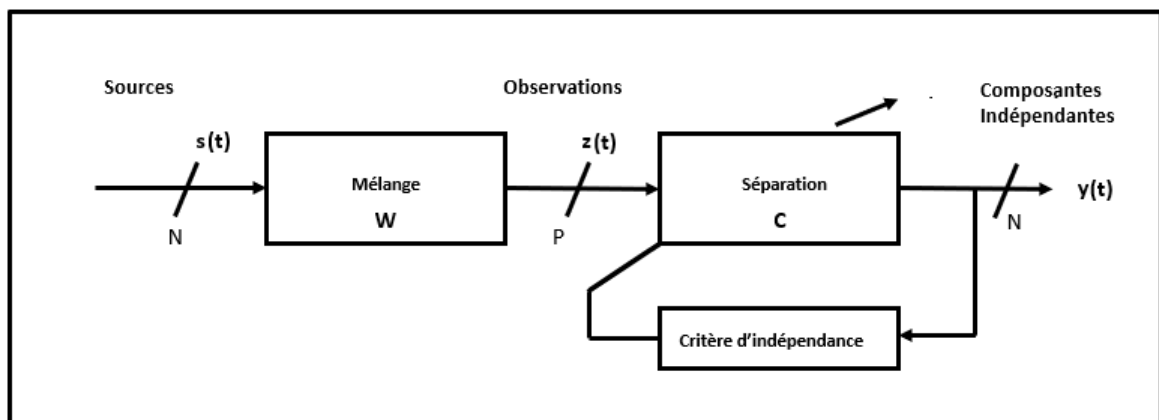 Sources
Observations
Composantes
Indépendantes
s(t)
z(t)
Mélange
W
Séparation
C
y(t)
N
P
N
Critère d'indépendance